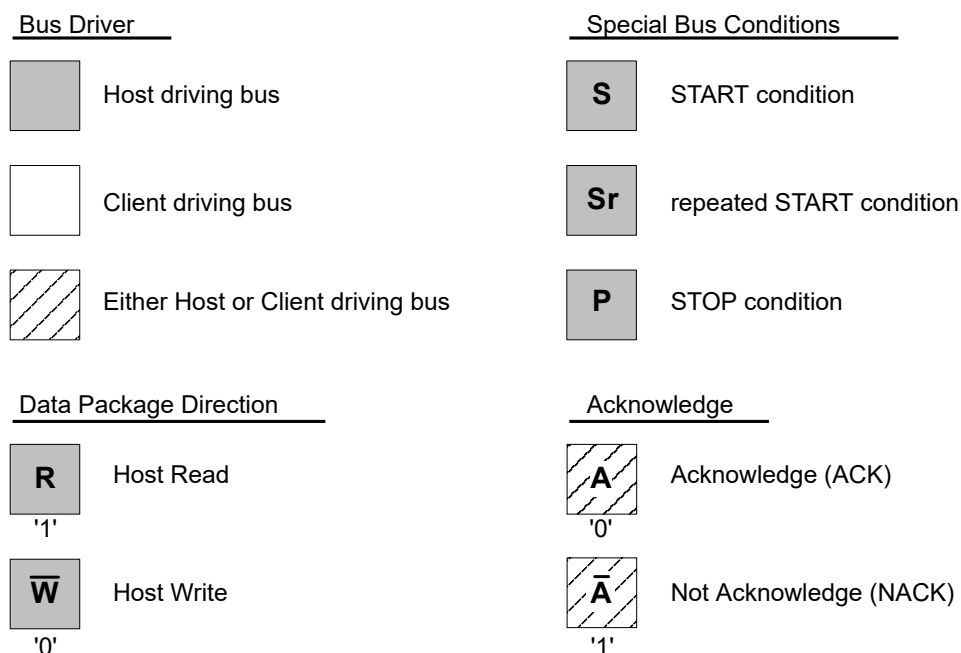 Bus Driver
Host driving bus
Client driving bus
Either Host or Client driving bus
Special Bus Conditions
S START condition
Sr repeated START condition
P STOP condition
Data Package Direction
R Host Read
'1'
W̅ Host Write
'0'
Acknowledge
A Acknowledge (ACK)
'0'
A̅ Not Acknowledge (NACK)
'1'